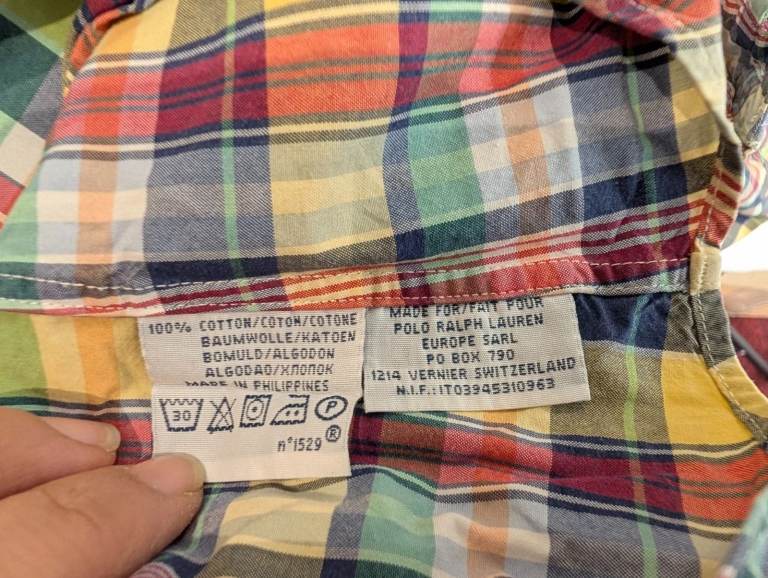 100% COTTON/COTON/COTONE
BAUMWOLLE/KATOEN
BOMULD/ALGODON
ALGODAO/ХЛОПОК
MADE IN PHILIPPINES
30
P
n°1529 ®
MADE FOR/FAIT POUR
POLO RALPH LAUREN
EUROPE SARL
PO BOX 790
1214 VERNIER SWITZERLAND
N.I.F.:IT03945310963